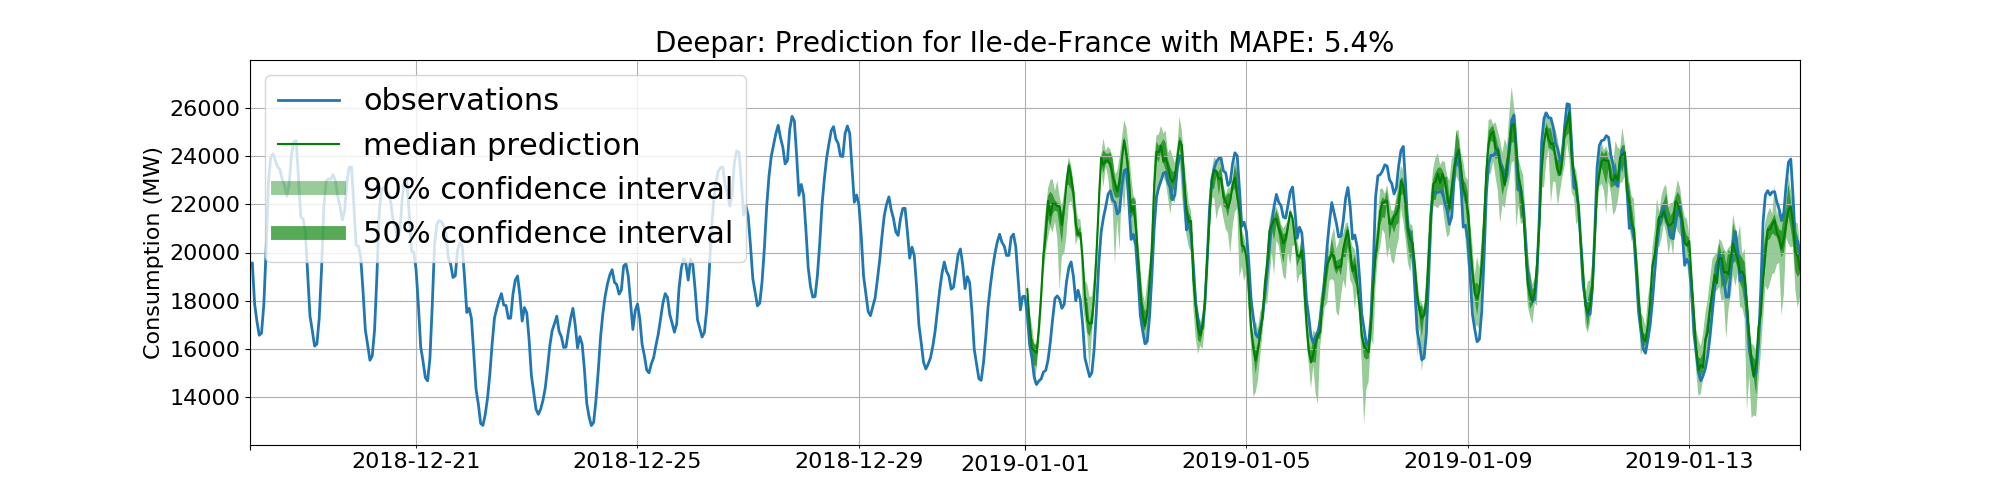 Deepar: Prediction for Ile-de-France with MAPE: 5.4%
observations
median prediction
90% confidence interval
50% confidence interval
Consumption (MW)
26000
24000
22000
20000
18000
16000
14000
2018-12-21
2018-12-25
2018-12-29
2019-01-01
2019-01-05
2019-01-09
2019-01-13